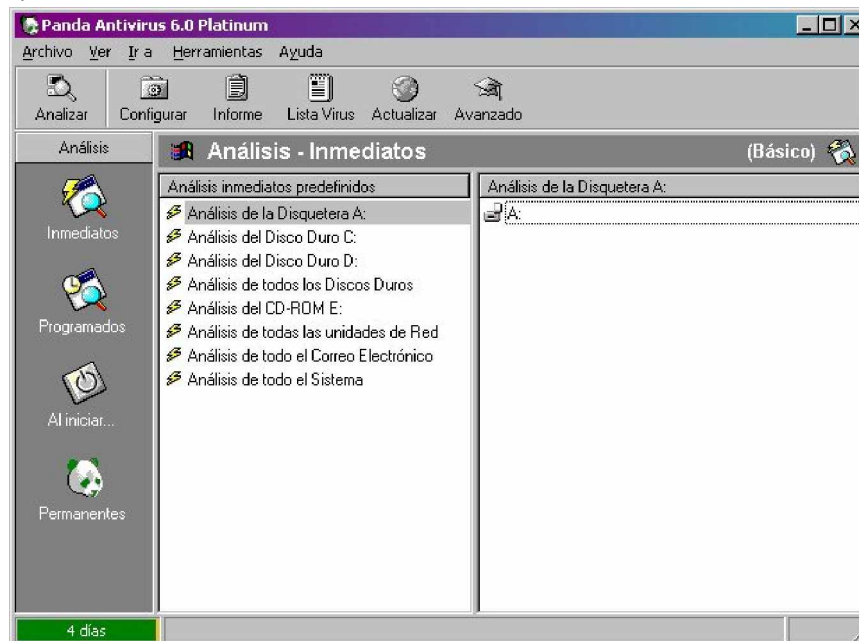 Panda Antivirus 6.0 Platinum
Archivo Ver Ir a Herramientas Ayuda
Analizar Configurar Informe Lista Virus Actualizar Avanzado
Análisis
Análisis - Inmediatos (Básico)
Inmediatos
Programados
Al iniciar...
Permanentes
Análisis inmediatos predefinidos
Análisis de la Disquetera A:
Análisis del Disco Duro C:
Análisis del Disco Duro D:
Análisis de todos los Discos Duros
Análisis del CD-ROM E:
Análisis de todas las unidades de Red
Análisis de todo el Correo Electrónico
Análisis de todo el Sistema
Análisis de la Disquetera A:
A:
4 días